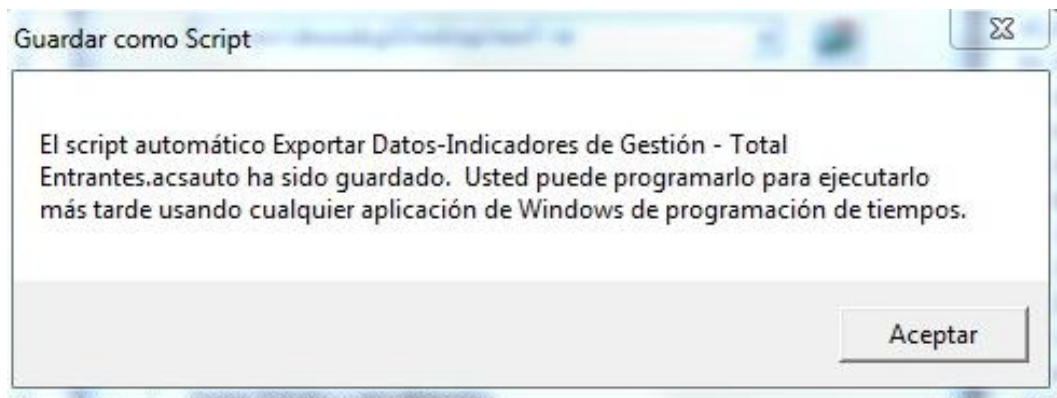 Guardar como Script
El script automático Exportar Datos-Indicadores de Gestión - Total
Entrantes.acsauto ha sido guardado.  Usted puede programarlo para ejecutarlo
más tarde usando cualquier aplicación de Windows de programación de tiempos.
Aceptar